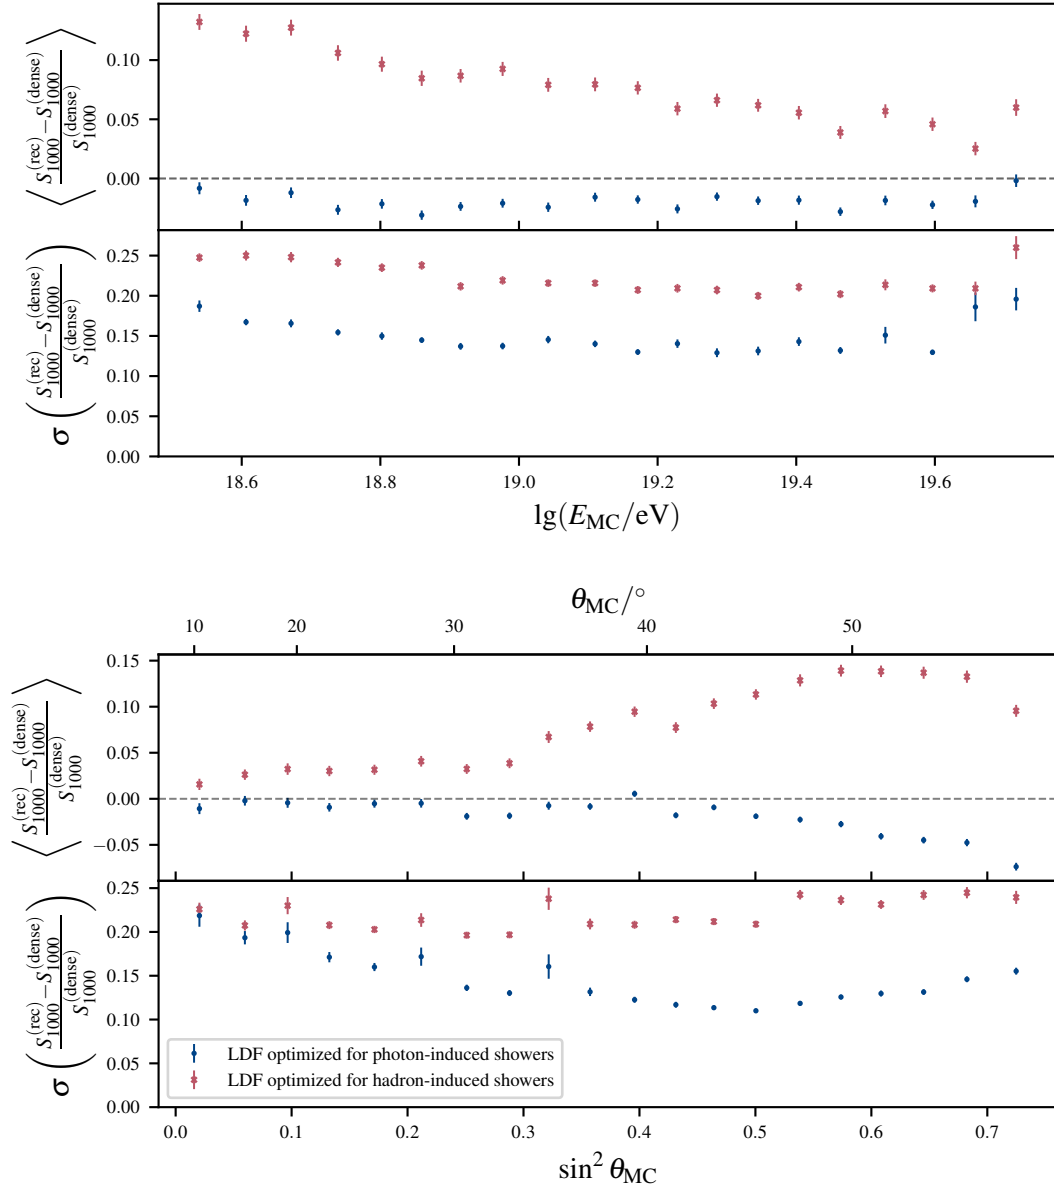 ⟨ (S_1000^(rec) − S_1000^(dense)) / S_1000^(dense) ⟩
0.10
0.05
0.00
σ ( (S_1000^(rec) − S_1000^(dense)) / S_1000^(dense) )
0.25
0.20
0.15
0.10
0.05
0.00
18.6 18.8 19.0 19.2 19.4 19.6
lg(E_MC/eV)
θ_MC/°
10 20 30 40 50
⟨ (S_1000^(rec) − S_1000^(dense)) / S_1000^(dense) ⟩
0.15
0.10
0.05
0.00
−0.05
σ ( (S_1000^(rec) − S_1000^(dense)) / S_1000^(dense) )
0.25
0.20
0.15
0.10
0.05
0.00
LDF optimized for photon-induced showers
LDF optimized for hadron-induced showers
0.0 0.1 0.2 0.3 0.4 0.5 0.6 0.7
sin² θ_MC